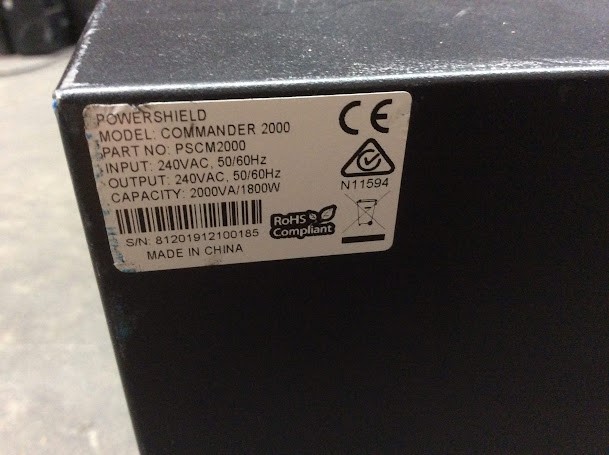 POWERSHIELD
MODEL: COMMANDER 2000
PART NO: PSCM2000
INPUT: 240VAC, 50/60Hz
OUTPUT: 240VAC, 50/60Hz
CAPACITY: 2000VA/1800W
S/N: 81201912100185
MADE IN CHINA
RoHS
Compliant
CE
N11594